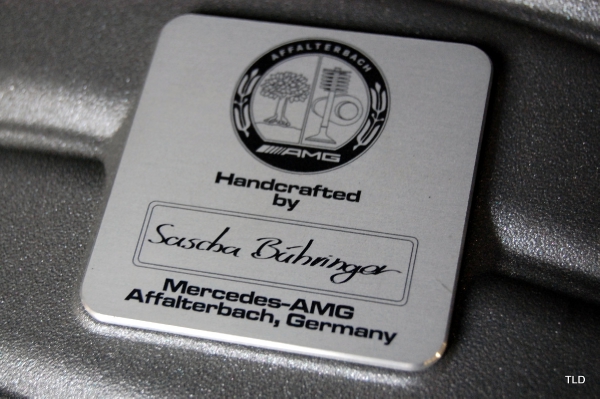 AFFALTERBACH
AMG
Handcrafted
by
Sascha Bühringer
Mercedes-AMG
Affalterbach, Germany
TLD